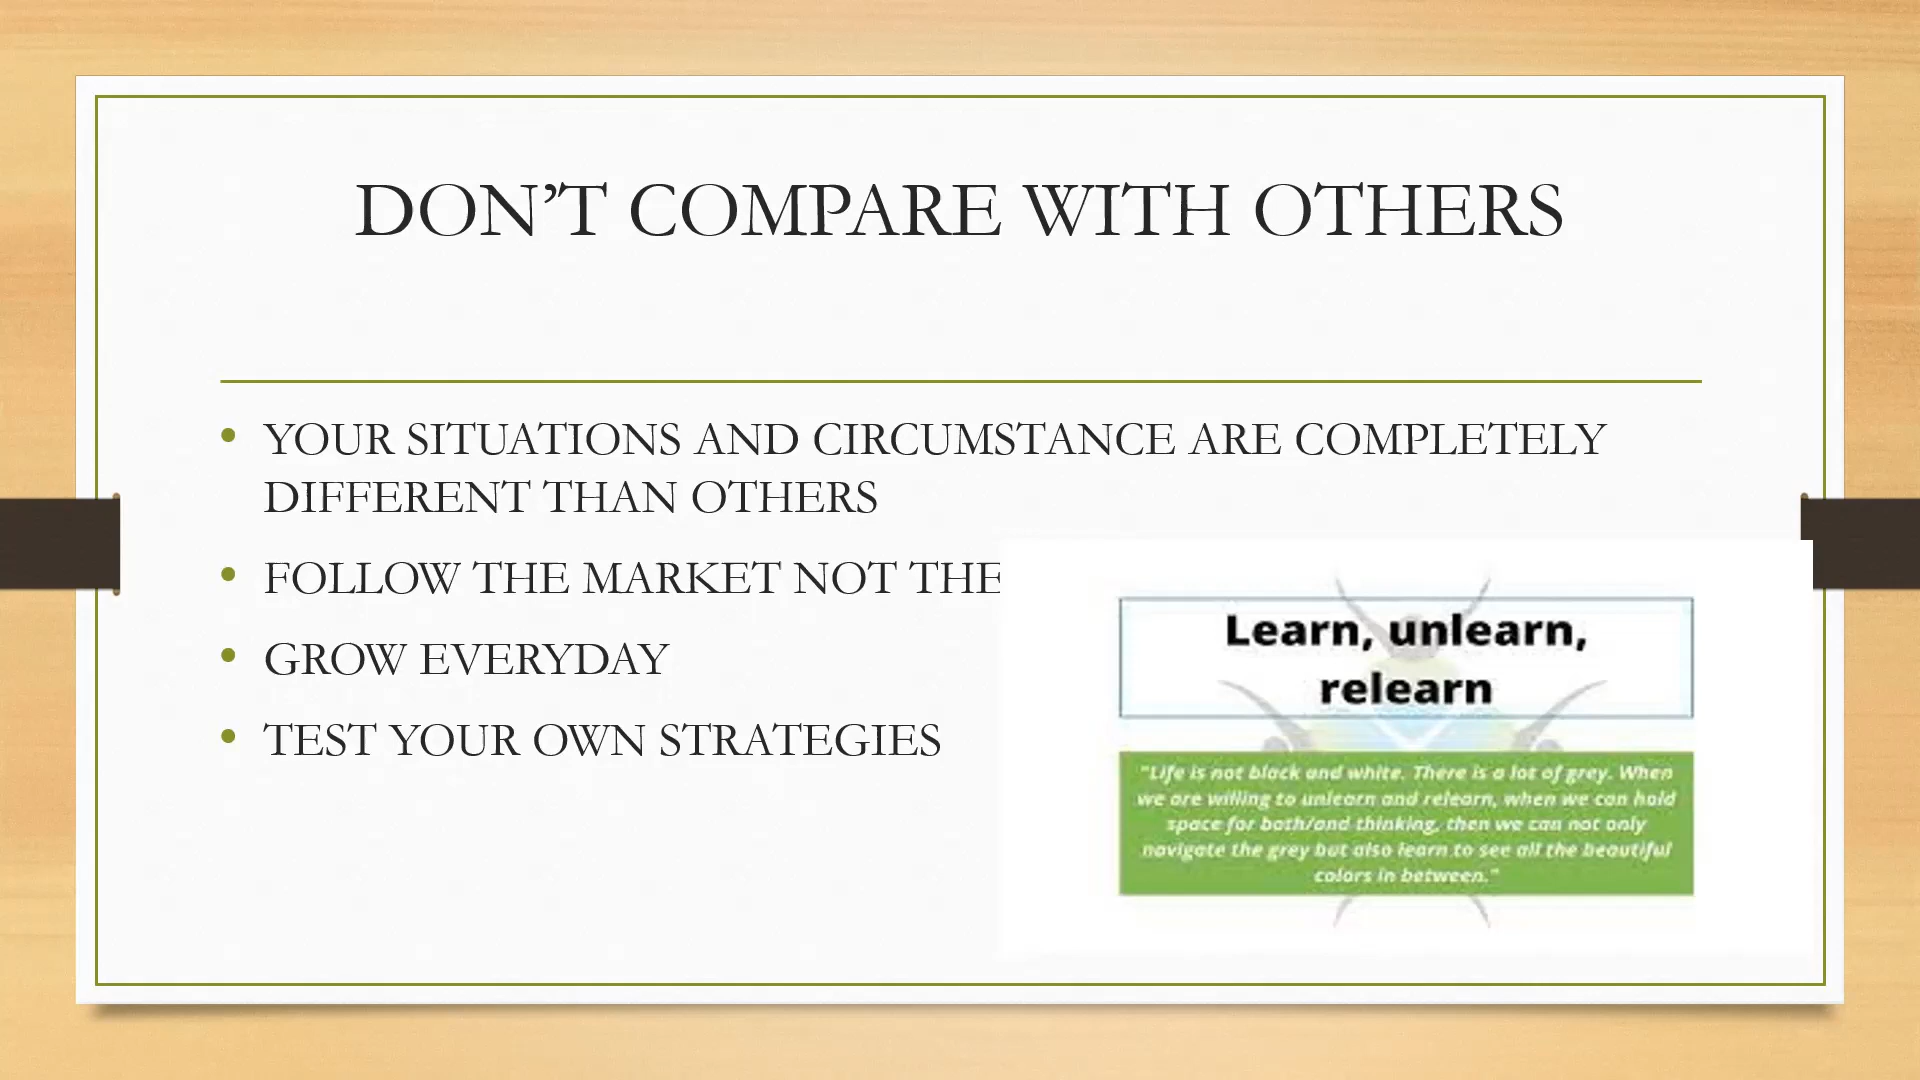 DON’T COMPARE WITH OTHERS
• YOUR SITUATIONS AND CIRCUMSTANCE ARE COMPLETELY
DIFFERENT THAN OTHERS
• FOLLOW THE MARKET NOT THE
• GROW EVERYDAY
• TEST YOUR OWN STRATEGIES
Learn, unlearn,
relearn
"Life is not black and white. There is a lot of grey. When
we are willing to unlearn and relearn, when we can hold
space for both/and thinking, then we can not only
navigate the grey but also learn to see all the beautiful
colors in between."